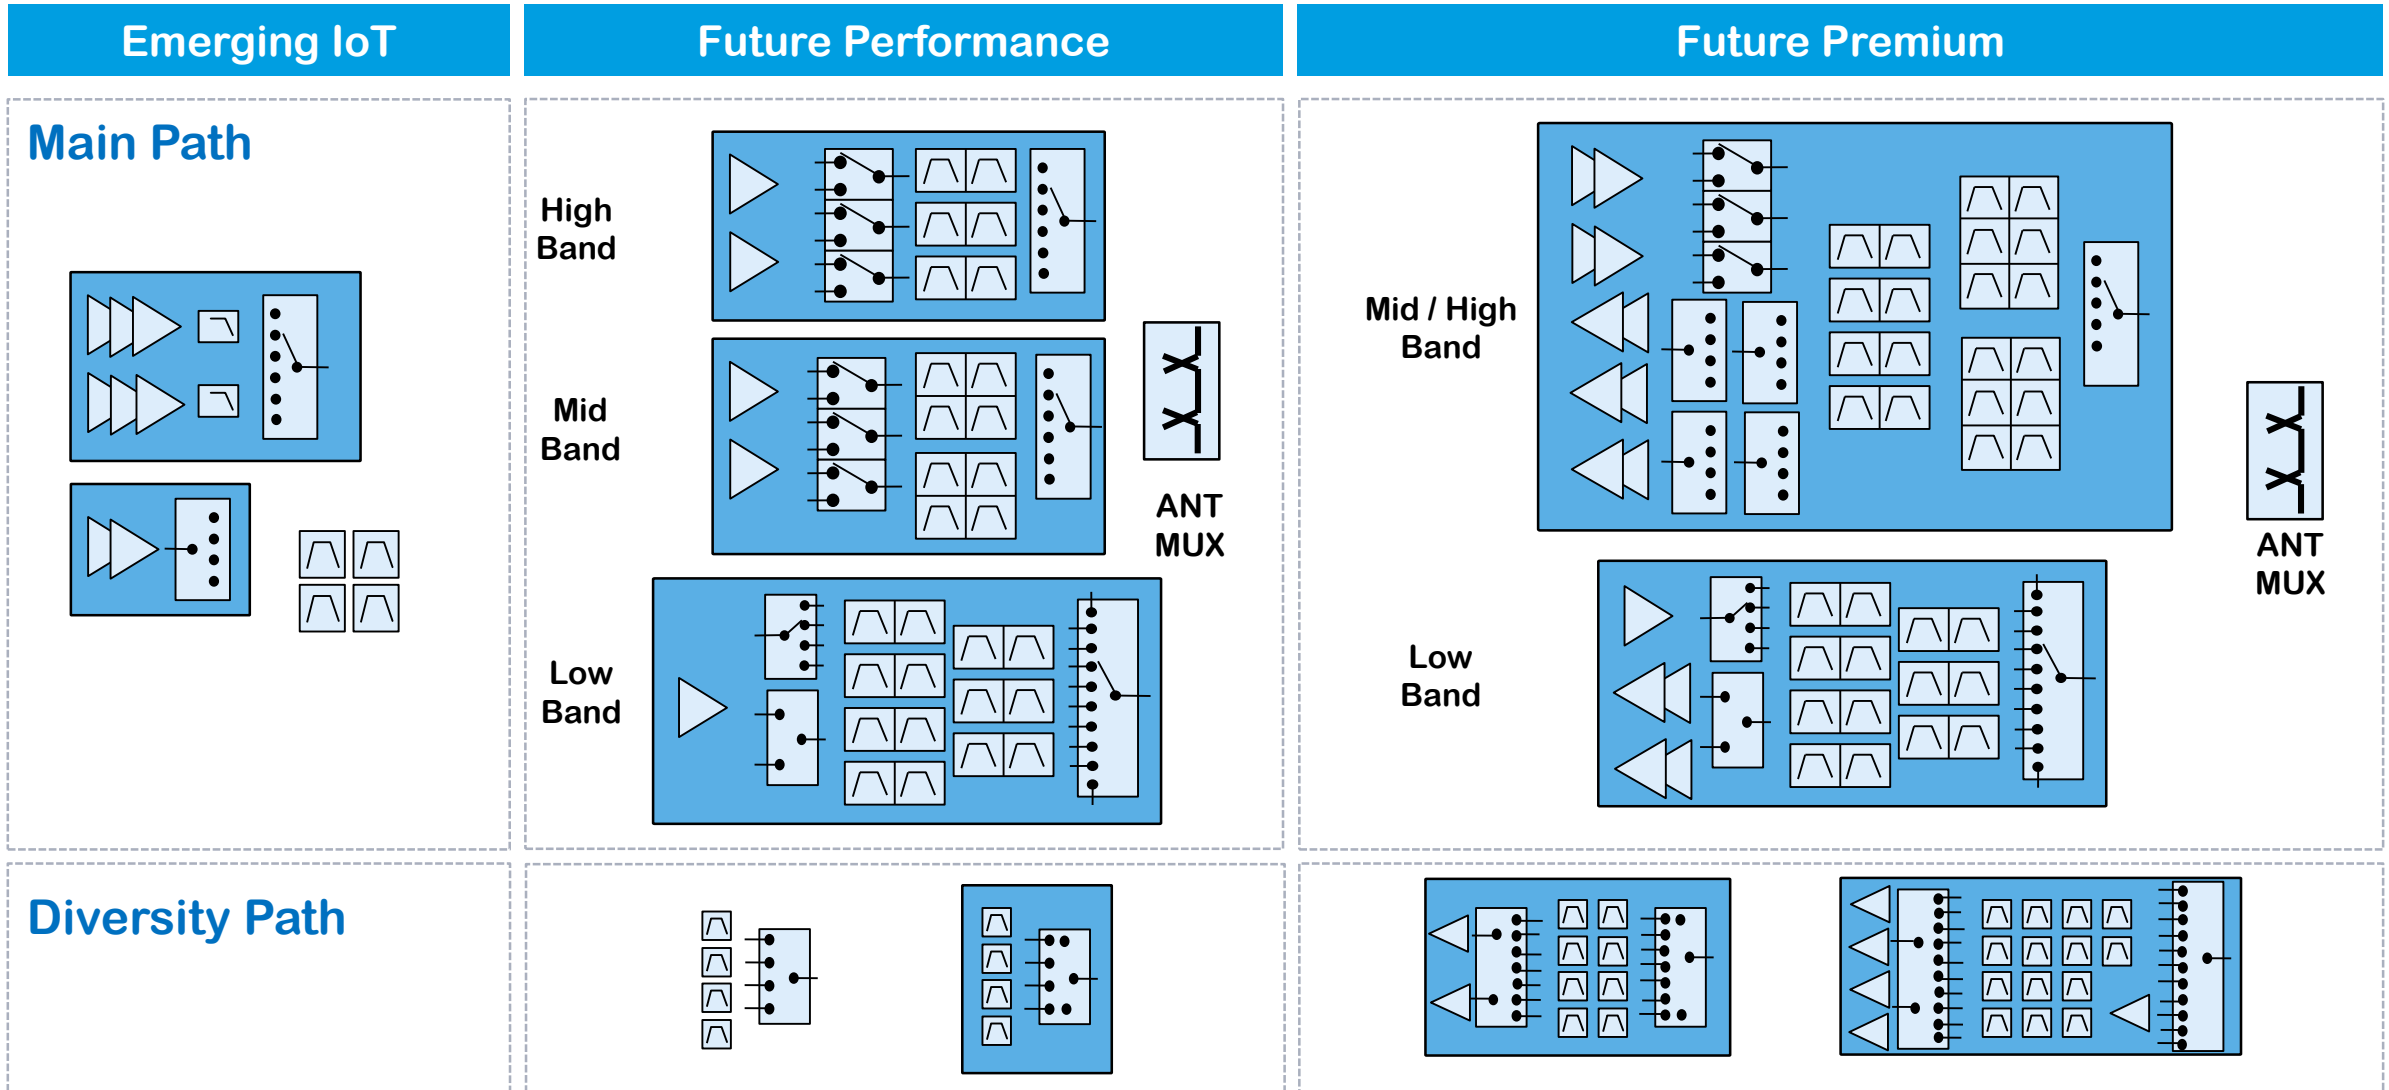 Emerging IoT
Future Performance
Future Premium
Main Path
High
Band
Mid
Band
Low
Band
ANT
MUX
Mid / High
Band
Low
Band
ANT
MUX
Diversity Path